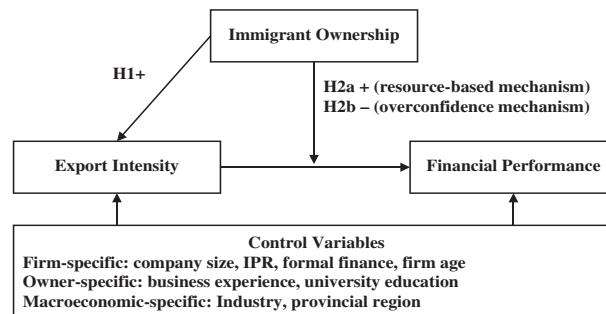 Immigrant Ownership
H1+
H2a + (resource-based mechanism)
H2b – (overconfidence mechanism)
Export Intensity
Financial Performance
Control Variables
Firm-specific: company size, IPR, formal finance, firm age
Owner-specific: business experience, university education
Macroeconomic-specific: Industry, provincial region